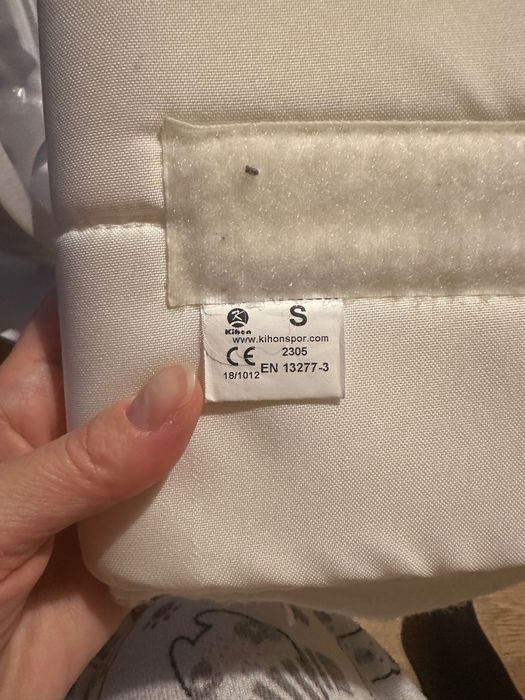 Kihon
S
www.kihonspor.com
CE 2305
18/1012 EN 13277-3